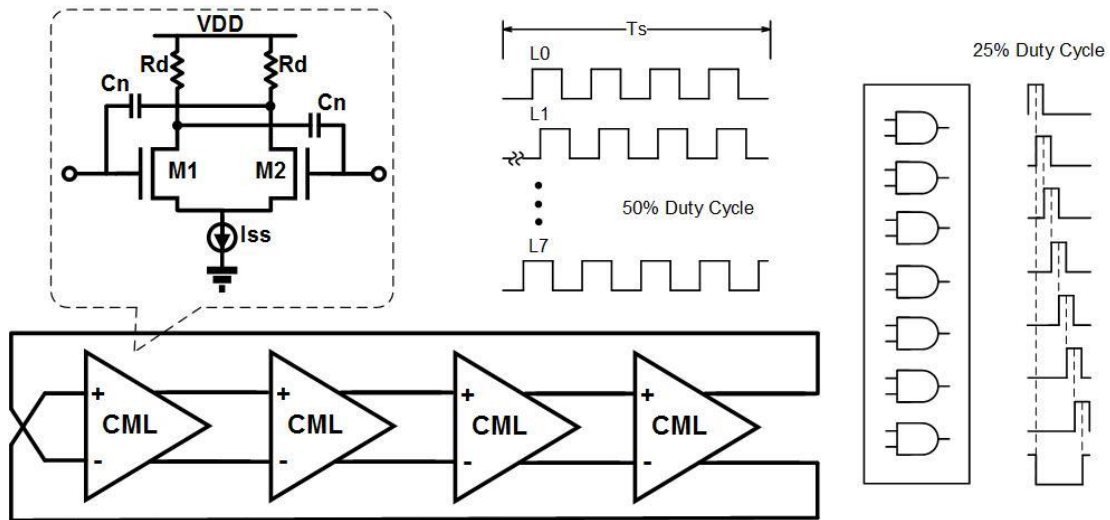 VDD
Rd
Rd
Cn
Cn
M1
M2
Iss
Ts
L0
L1
50% Duty Cycle
L7
25% Duty Cycle
+
CML
-
+
CML
-
+
CML
-
+
CML
-